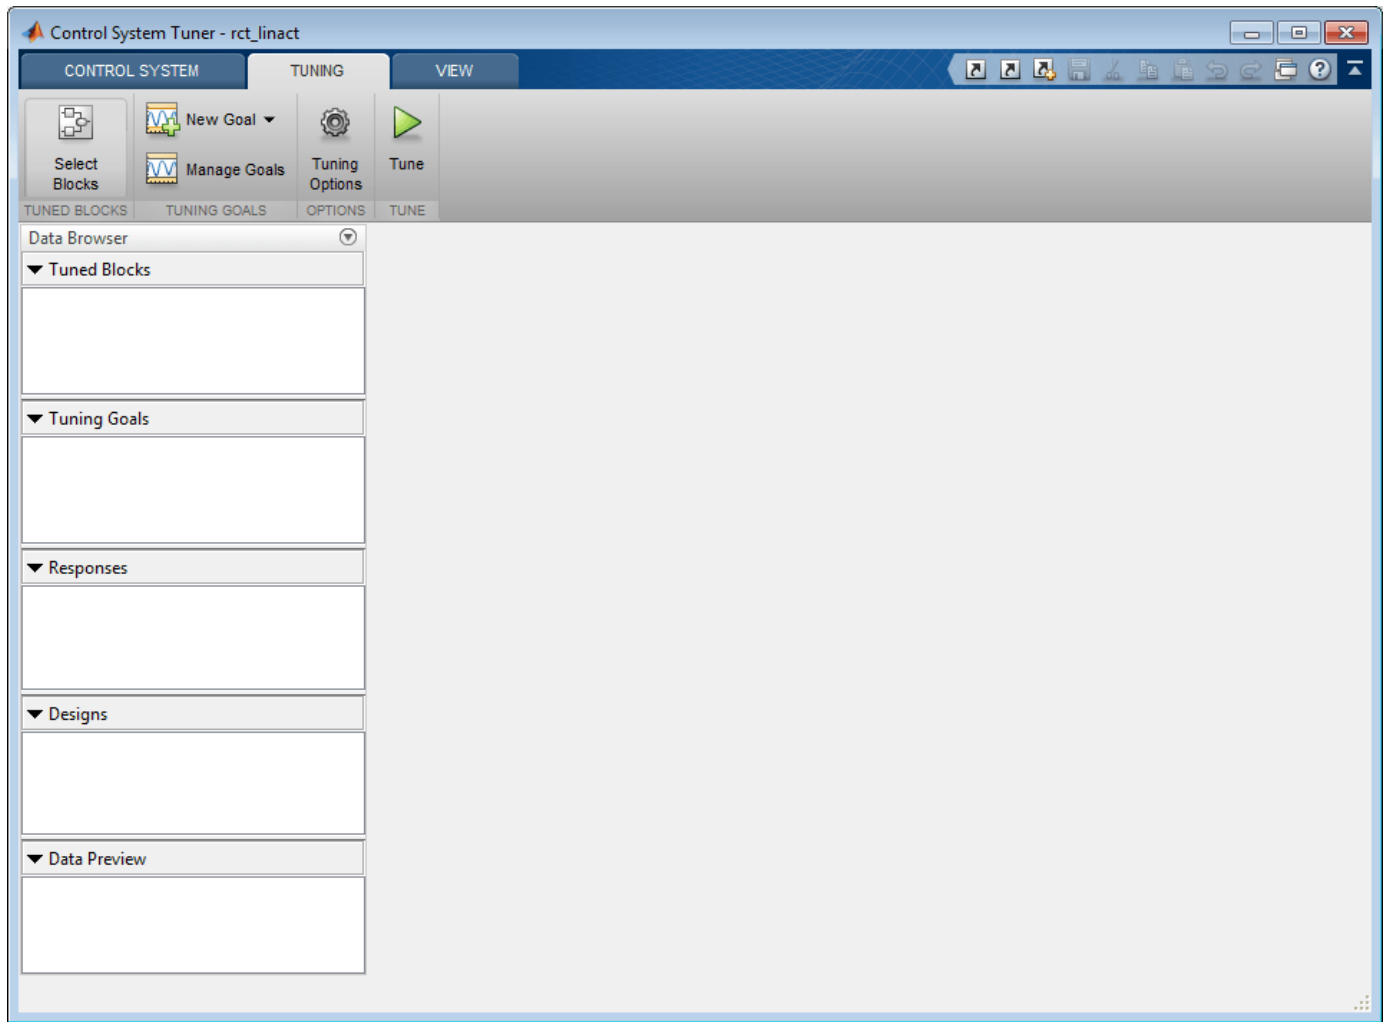 Control System Tuner - rct_linact
CONTROL SYSTEM TUNING VIEW
New Goal
Manage Goals
Select
Blocks
Tuning
Options
Tune
TUNED BLOCKS TUNING GOALS OPTIONS TUNE
Data Browser
Tuned Blocks
Tuning Goals
Responses
Designs
Data Preview